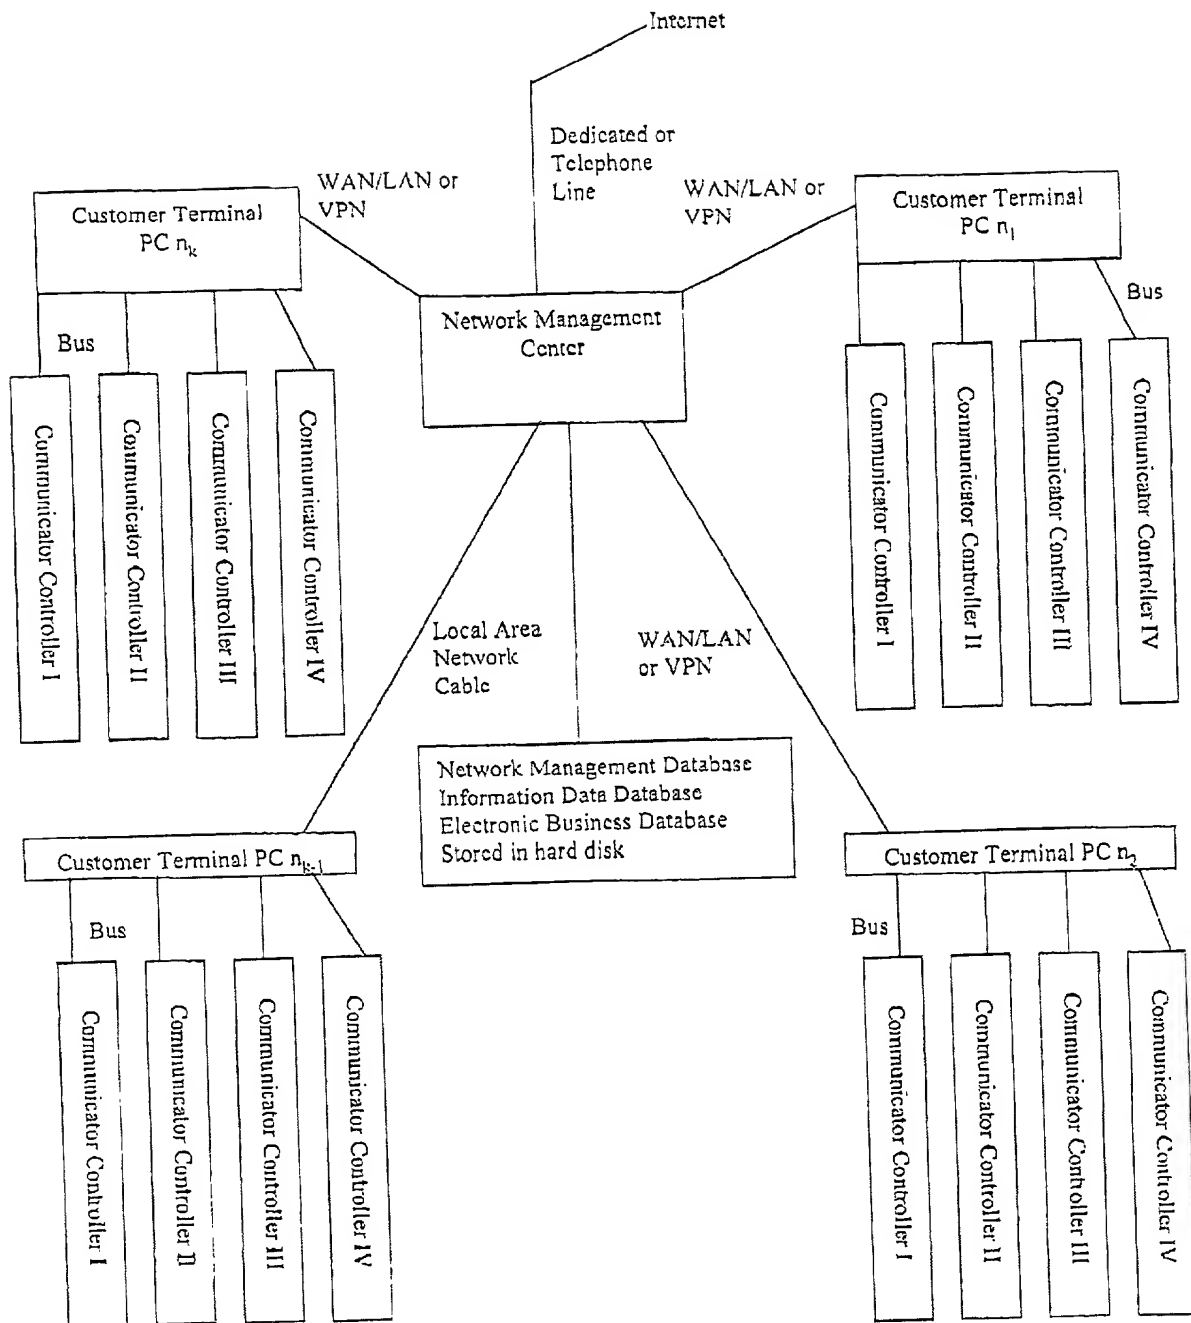 Internet
Dedicated or
Telephone
Line
WAN/LAN or
VPN
WAN/LAN or
VPN
Customer Terminal
PC nk
Customer Terminal
PC n1
Network Management
Center
Bus
Bus
Communicator Controller I
Communicator Controller II
Communicator Controller III
Communicator Controller IV
Communicator Controller I
Communicator Controller II
Communicator Controller III
Communicator Controller IV
Local Area
Network
Cable
WAN/LAN
or VPN
Network Management Database
Information Data Database
Electronic Business Database
Stored in hard disk
Customer Terminal PC nk-1
Customer Terminal PC n2
Bus
Bus
Communicator Controller I
Communicator Controller II
Communicator Controller III
Communicator Controller IV
Communicator Controller I
Communicator Controller II
Communicator Controller III
Communicator Controller IV